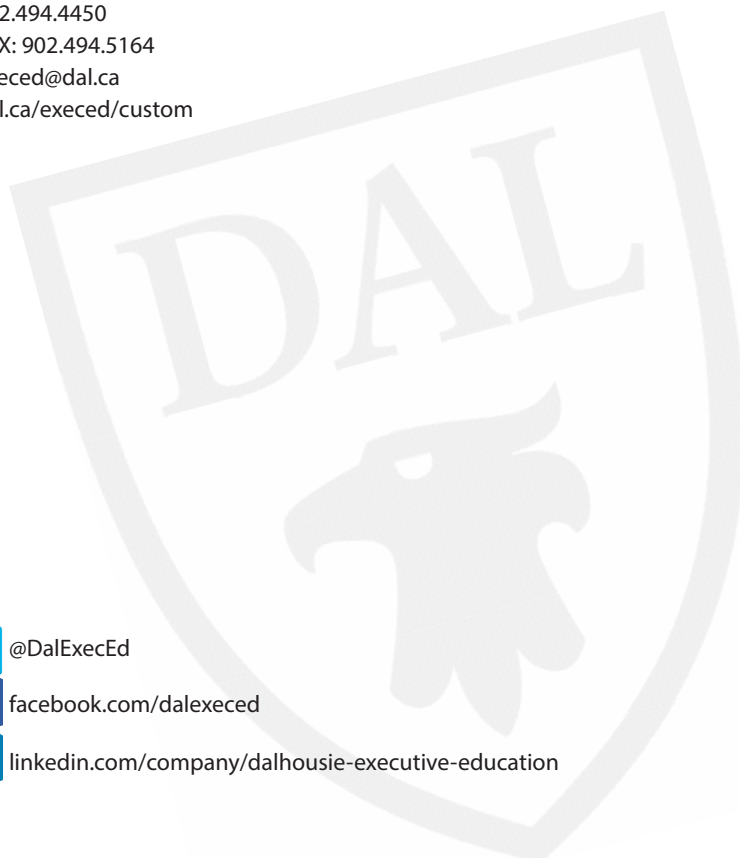 2.494.4450
X: 902.494.5164
eced@dal.ca
l.ca/execed/custom
DAL
@DalExecEd
facebook.com/dalexeced
linkedin.com/company/dalhousie-executive-education